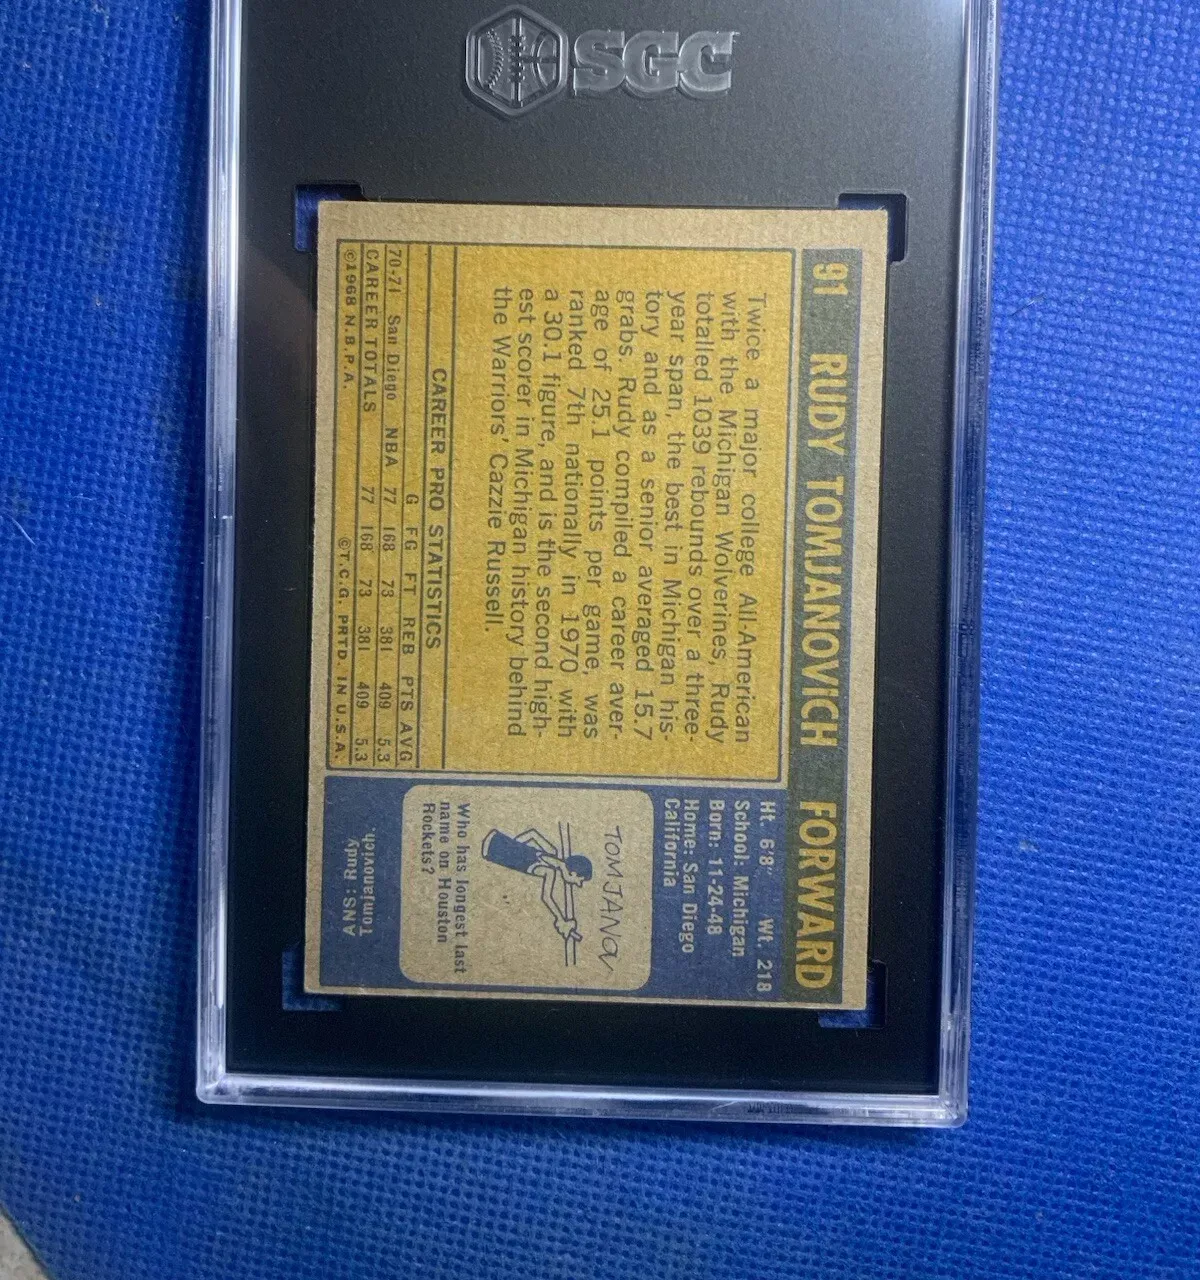 SGC
91 RUDY TOMJANOVICH FORWARD
Twice a major college All-American
with the Michigan Wolverines, Rudy
totalled 1039 rebounds over a three-
year span, the best in Michigan his-
tory and as a senior averaged 15.7
grabs. Rudy compiled a career aver-
age of 25.1 points per game, was
ranked 7th nationally in 1970 with
a 30.1 figure, and is the second high-
est scorer in Michigan history behind
the Warriors' Cazzie Russell.
CAREER PRO STATISTICS
G FG FT REB PTS AVG
70-71 San Diego NBA 77 168 73 381 409 5.3
CAREER TOTALS 77 168 73 381 409 5.3
©1968 N.B.P.A. ©T.C.G. PRTD. IN U.S.A.
Ht. 6'8" Wt. 218
School: Michigan
Born: 11-24-48
Home: San Diego
California
TOMJANOV
Who has longest last
name on Houston
Rockets?
ANS: Rudy
Tomjanovich.